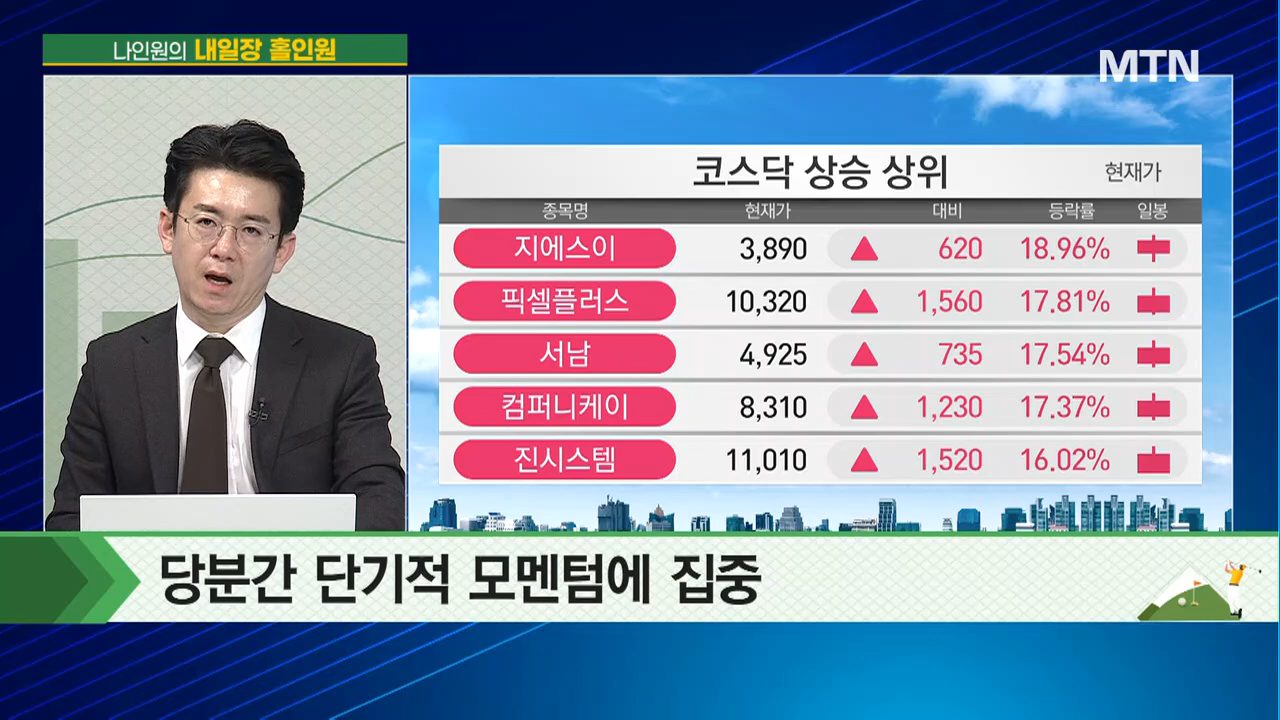 나인원의 내일장 홀인원
MTN
코스닥 상승 상위 현재가
종목명 현재가 대비 등락률 일봉
지에스이 3,890 ▲ 620 18.96%
픽셀플러스 10,320 ▲ 1,560 17.81%
서남 4,925 ▲ 735 17.54%
컴퍼니케이 8,310 ▲ 1,230 17.37%
진시스템 11,010 ▲ 1,520 16.02%
당분간 단기적 모멘텀에 집중